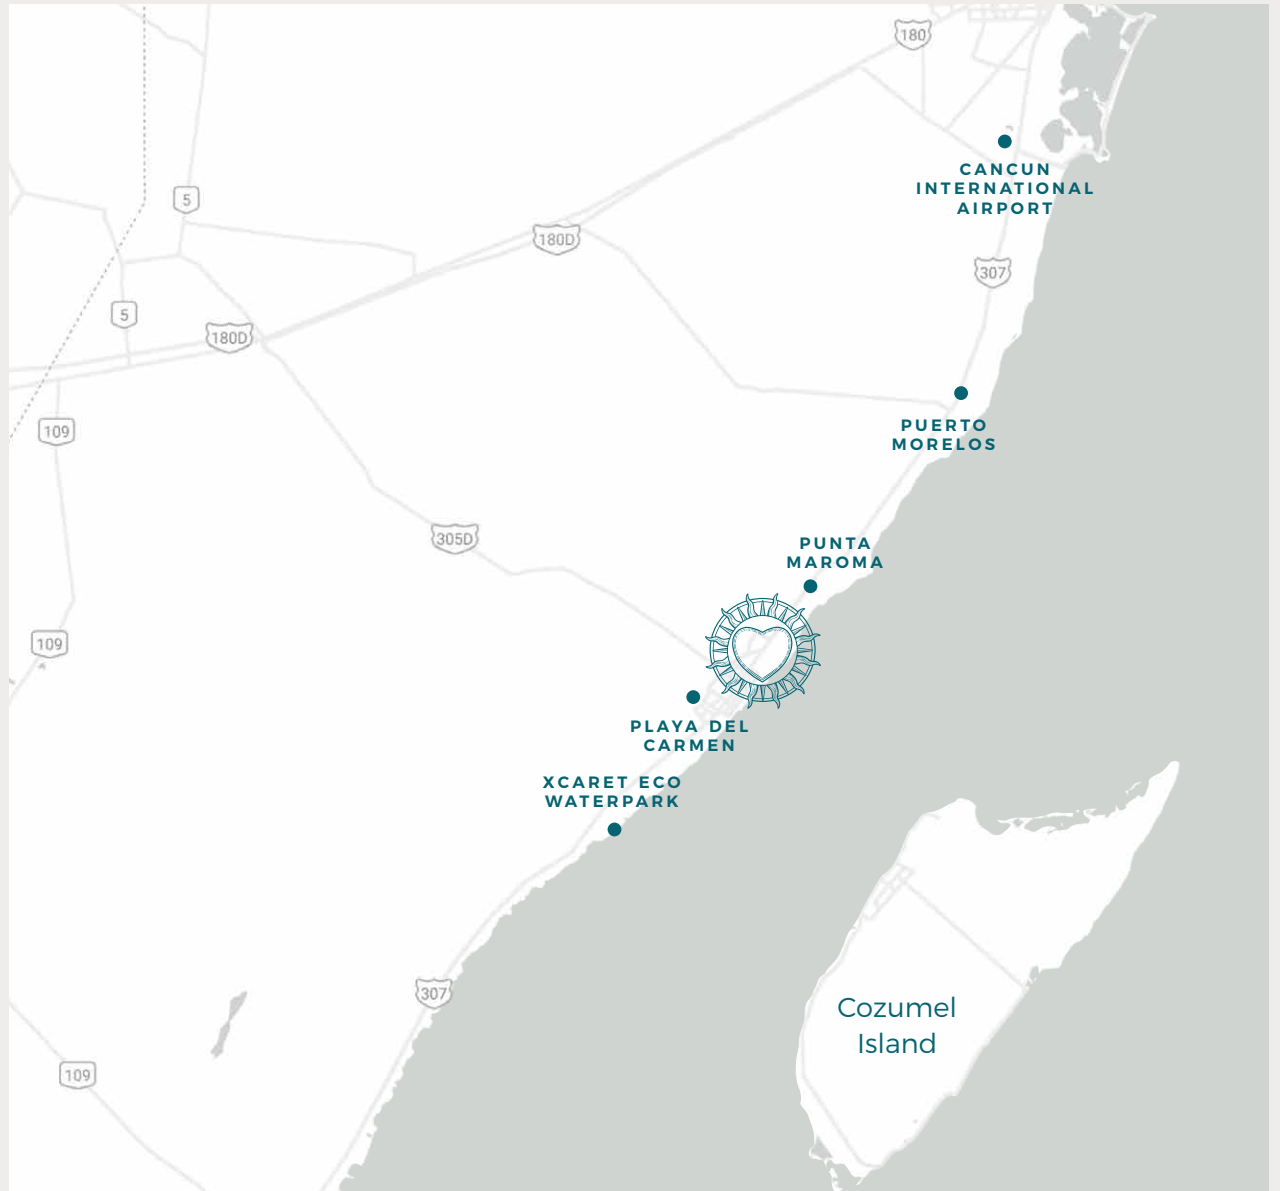 180
CANCUN
INTERNATIONAL
AIRPORT
5
180D
307
5
180D
PUERTO
MORELOS
109
305D
PUNTA
MAROMA
109
PLAYA DEL
CARMEN
XCARET ECO
WATERPARK
307
Cozumel
Island
109